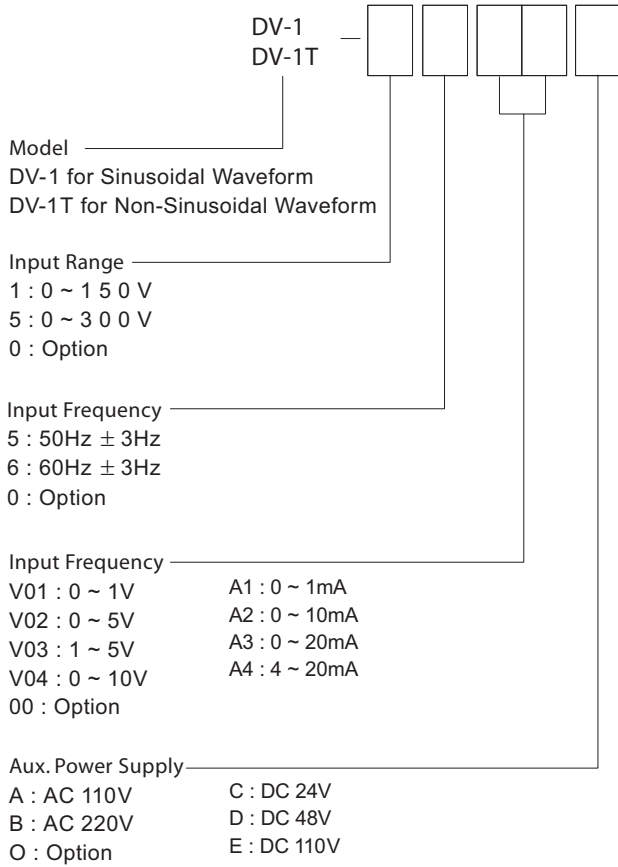 DV-1
DV-1T
Model
DV-1 for Sinusoidal Waveform
DV-1T for Non-Sinusoidal Waveform
Input Range
1 : 0 ~ 1 5 0 V
5 : 0 ~ 3 0 0 V
0 : Option
Input Frequency
5 : 50Hz ± 3Hz
6 : 60Hz ± 3Hz
0 : Option
Input Frequency
V01 : 0 ~ 1V
V02 : 0 ~ 5V
V03 : 1 ~ 5V
V04 : 0 ~ 10V
00 : Option
A1 : 0 ~ 1mA
A2 : 0 ~ 10mA
A3 : 0 ~ 20mA
A4 : 4 ~ 20mA
Aux. Power Supply
A : AC 110V
B : AC 220V
O : Option
C : DC 24V
D : DC 48V
E : DC 110V